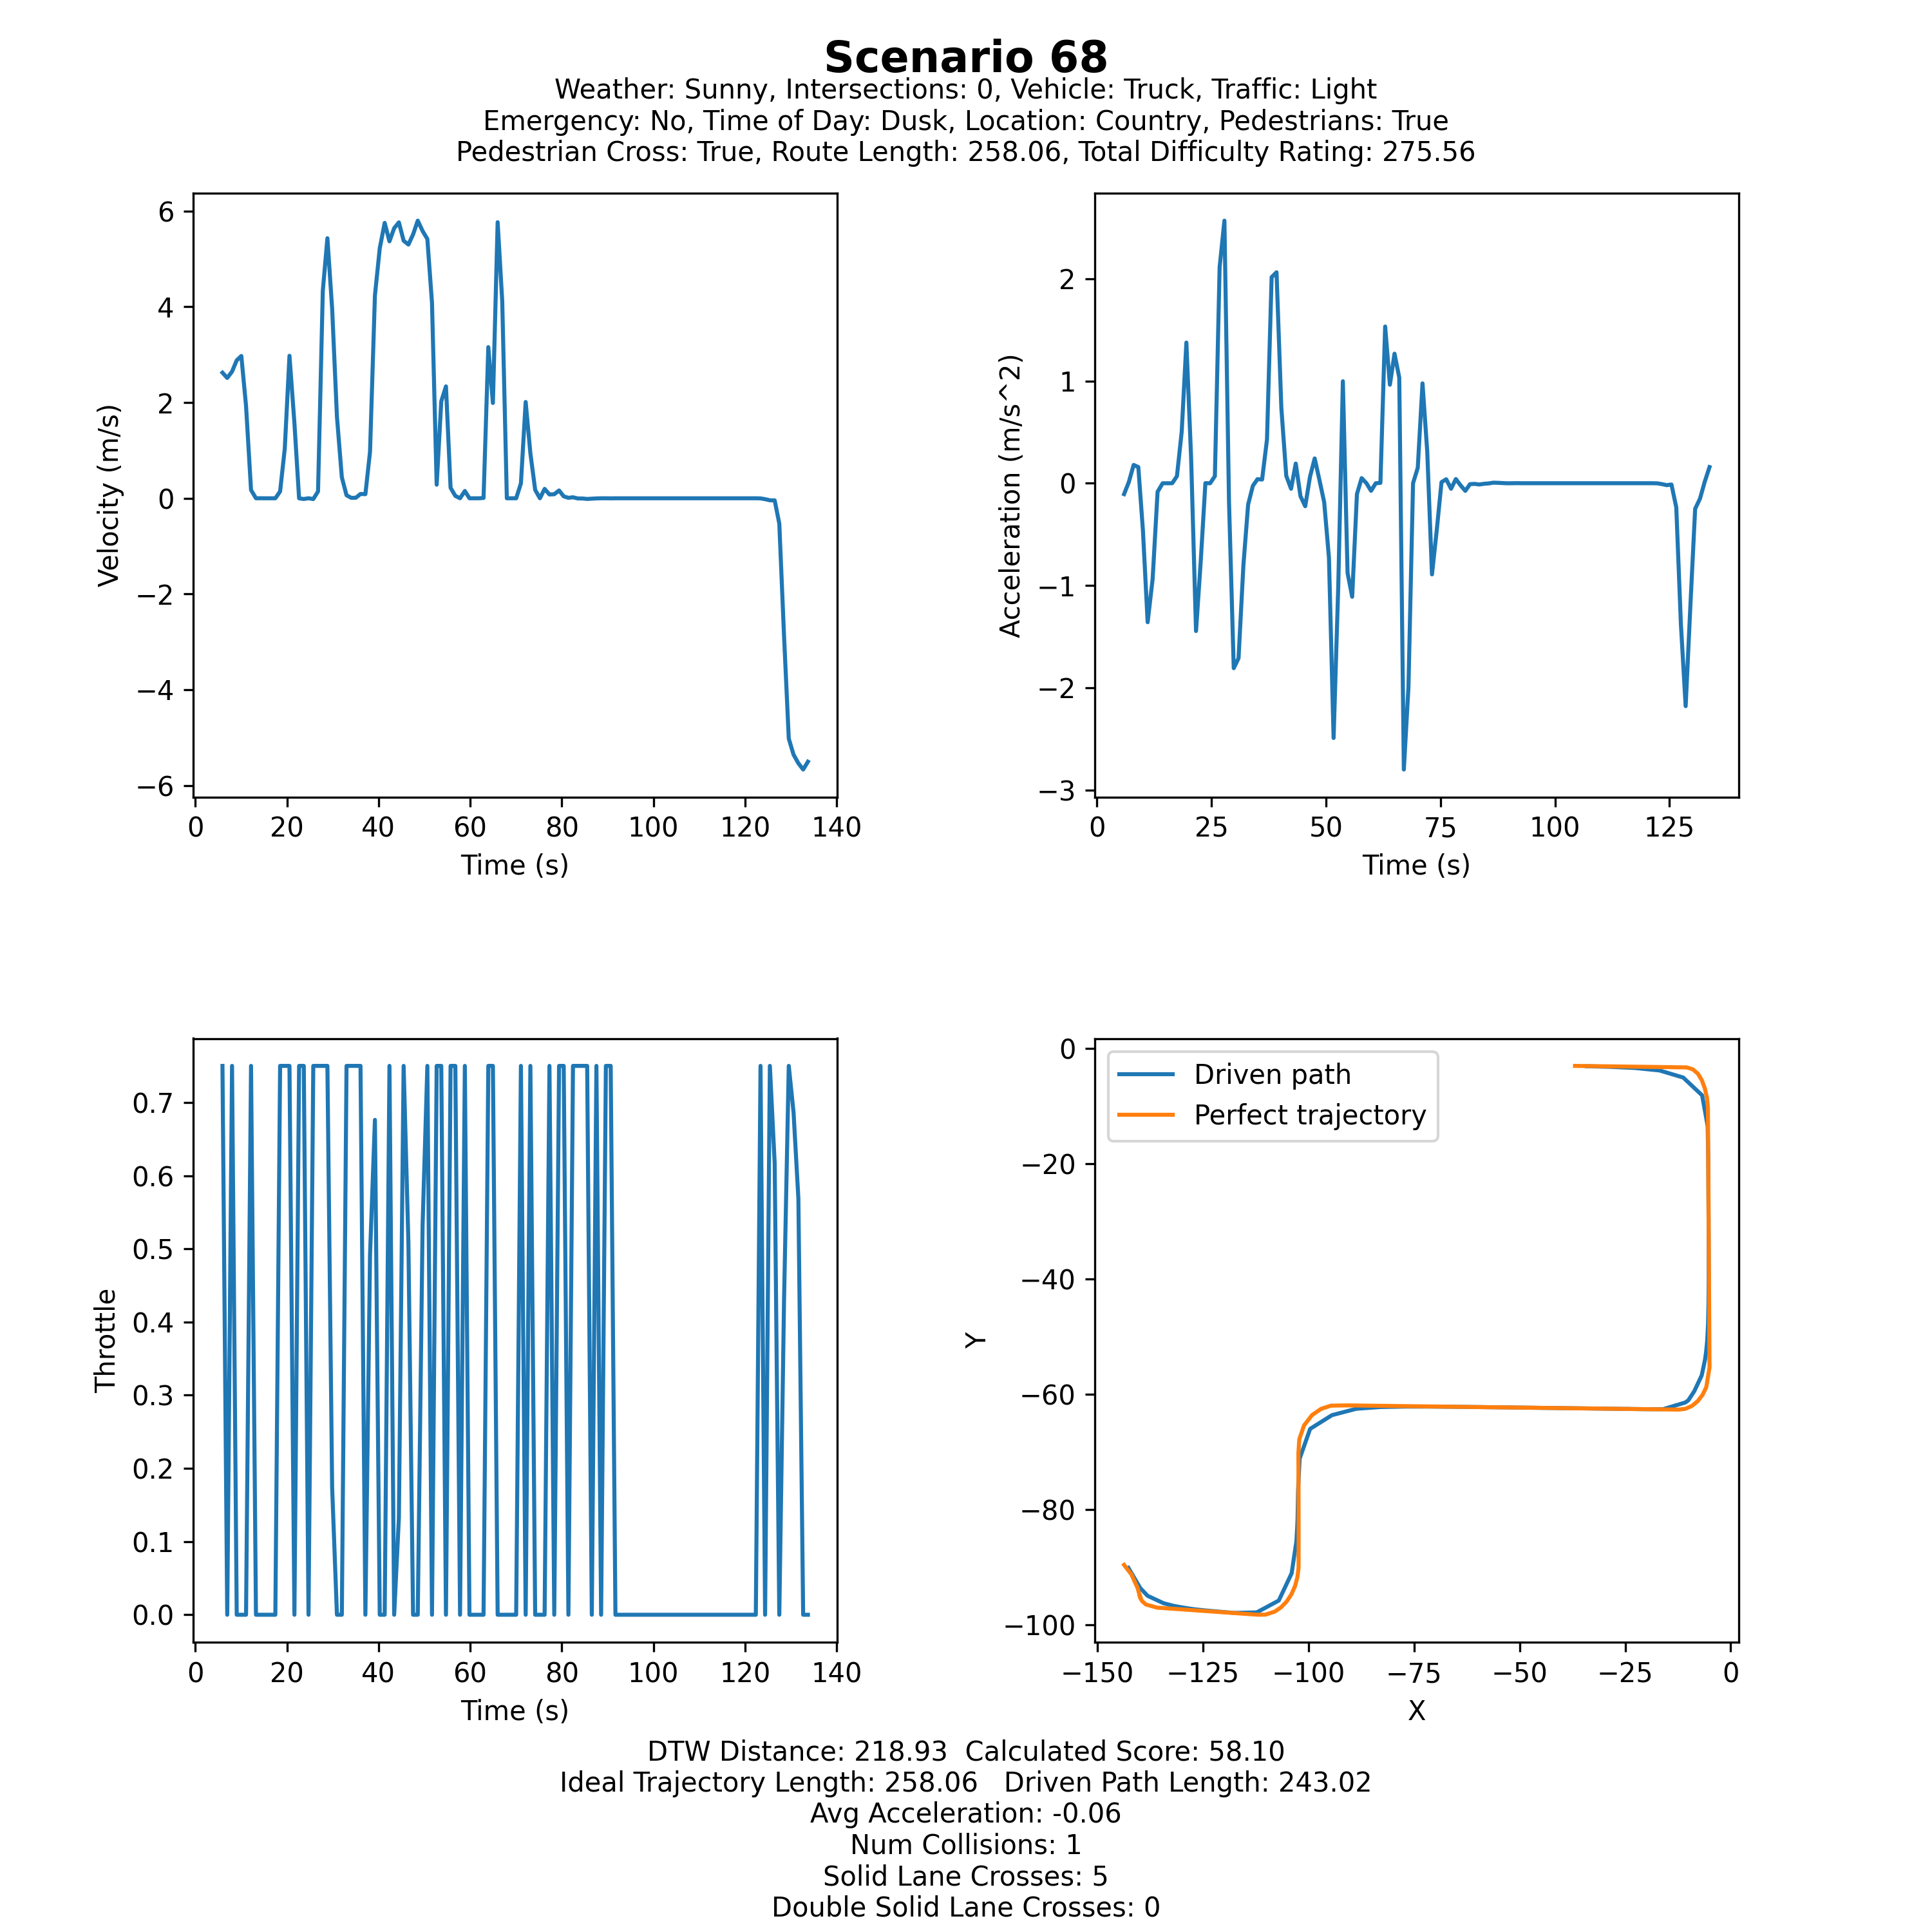 Scenario 68
Weather: Sunny, Intersections: 0, Vehicle: Truck, Traffic: Light
Emergency: No, Time of Day: Dusk, Location: Country, Pedestrians: True
Pedestrian Cross: True, Route Length: 258.06, Total Difficulty Rating: 275.56
6
4
2
0
−2
−4
−6
Velocity (m/s)
0 20 40 60 80 100 120 140
Time (s)
2
1
0
−1
−2
−3
Acceleration (m/s^2)
0 25 50 75 100 125
Time (s)
0.7
0.6
0.5
0.4
0.3
0.2
0.1
0.0
Throttle
0 20 40 60 80 100 120 140
Time (s)
Driven path
Perfect trajectory
0
−20
−40
−60
−80
−100
Y
−150 −125 −100 −75 −50 −25 0
X
DTW Distance: 218.93 Calculated Score: 58.10
Ideal Trajectory Length: 258.06 Driven Path Length: 243.02
Avg Acceleration: -0.06
Num Collisions: 1
Solid Lane Crosses: 5
Double Solid Lane Crosses: 0